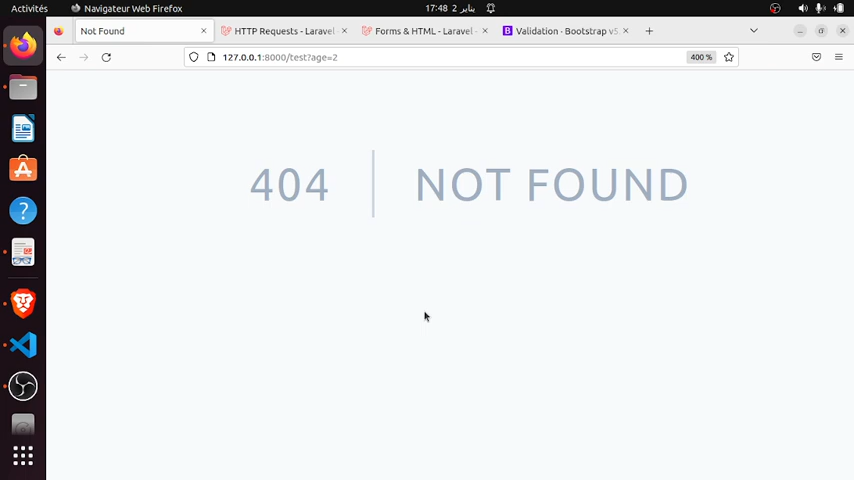 Activités
Navigateur Web Firefox
17:48 2 يناير
Not Found
HTTP Requests - Laravel -
Forms & HTML - Laravel -
B
Validation · Bootstrap v5.
127.0.0.1:8000/test?age=2
400 %
404
NOT FOUND